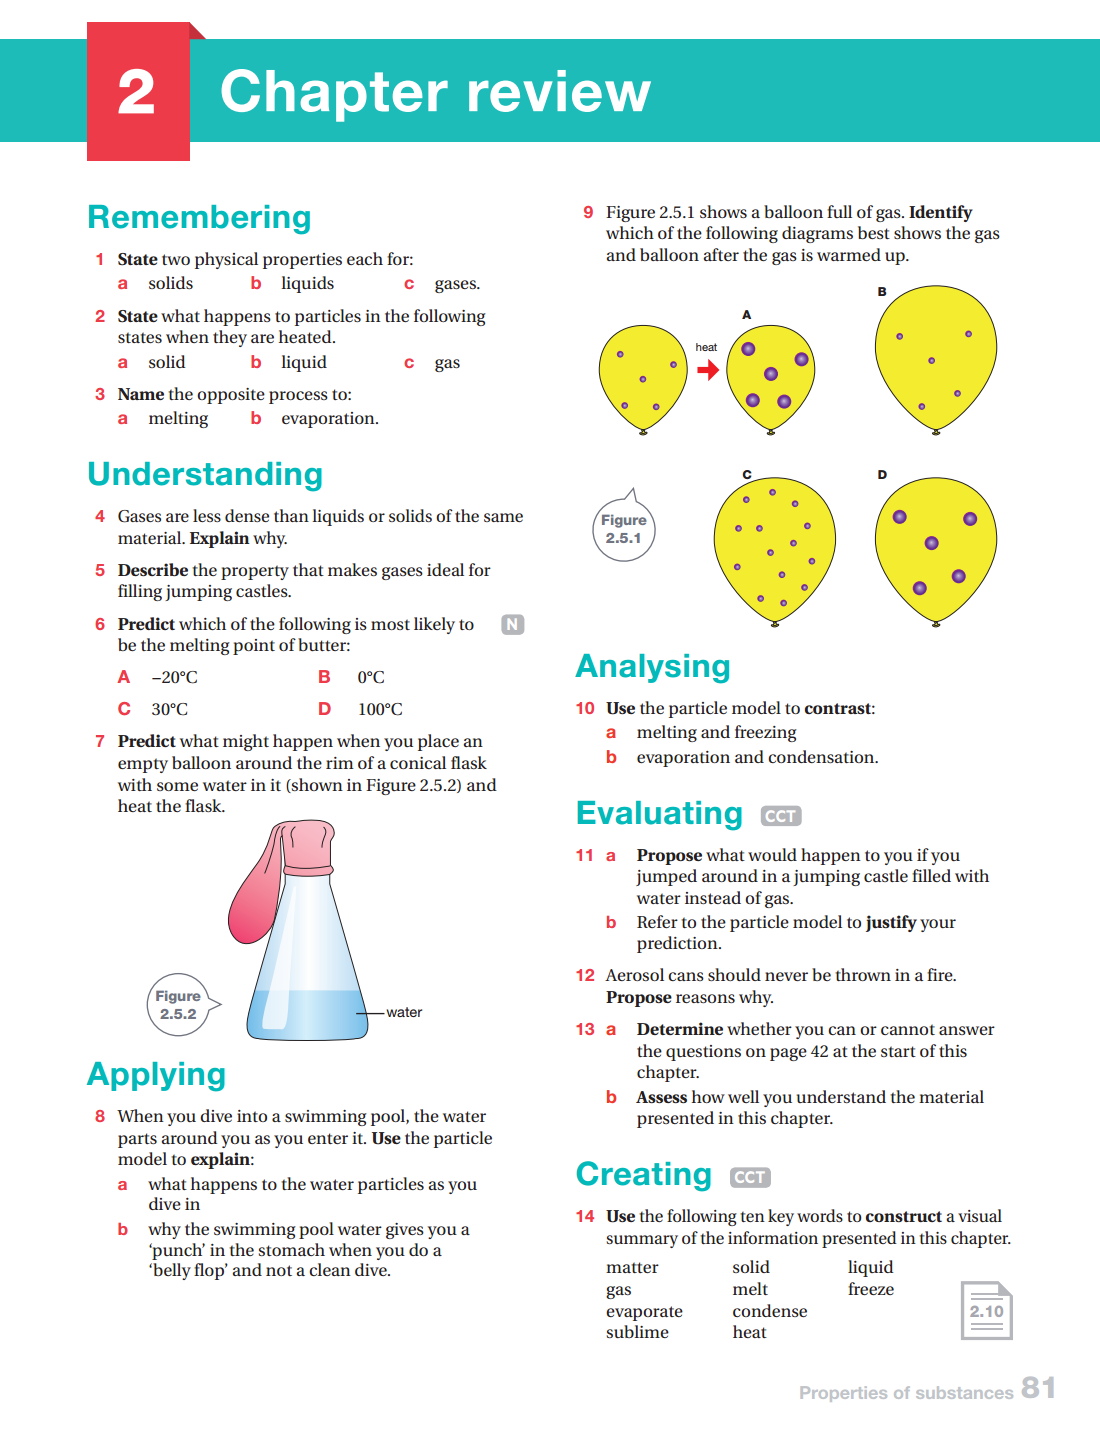 2
Chapter review
Remembering
1 State two physical properties each for:
a solids b liquids c gases.
2 State what happens to particles in the following
states when they are heated.
a solid b liquid c gas
3 Name the opposite process to:
a melting b evaporation.
Understanding
4 Gases are less dense than liquids or solids of the same
material. Explain why.
5 Describe the property that makes gases ideal for
filling jumping castles.
6 Predict which of the following is most likely to N
be the melting point of butter:
A –20°C B 0°C
C 30°C D 100°C
7 Predict what might happen when you place an
empty balloon around the rim of a conical flask
with some water in it (shown in Figure 2.5.2) and
heat the flask.
Figure
2.5.2
water
Applying
8 When you dive into a swimming pool, the water
parts around you as you enter it. Use the particle
model to explain:
a what happens to the water particles as you
dive in
b why the swimming pool water gives you a
‘punch’ in the stomach when you do a
‘belly flop’ and not a clean dive.
9 Figure 2.5.1 shows a balloon full of gas. Identify
which of the following diagrams best shows the gas
and balloon after the gas is warmed up.
B
A
heat
C
D
Figure
2.5.1
Analysing
10 Use the particle model to contrast:
a melting and freezing
b evaporation and condensation.
Evaluating CCT
11 a Propose what would happen to you if you
jumped around in a jumping castle filled with
water instead of gas.
b Refer to the particle model to justify your
prediction.
12 Aerosol cans should never be thrown in a fire.
Propose reasons why.
13 a Determine whether you can or cannot answer
the questions on page 42 at the start of this
chapter.
b Assess how well you understand the material
presented in this chapter.
Creating CCT
14 Use the following ten key words to construct a visual
summary of the information presented in this chapter.
matter solid liquid
gas melt freeze
evaporate condense
sublime heat
2.10
Properties of substances 81